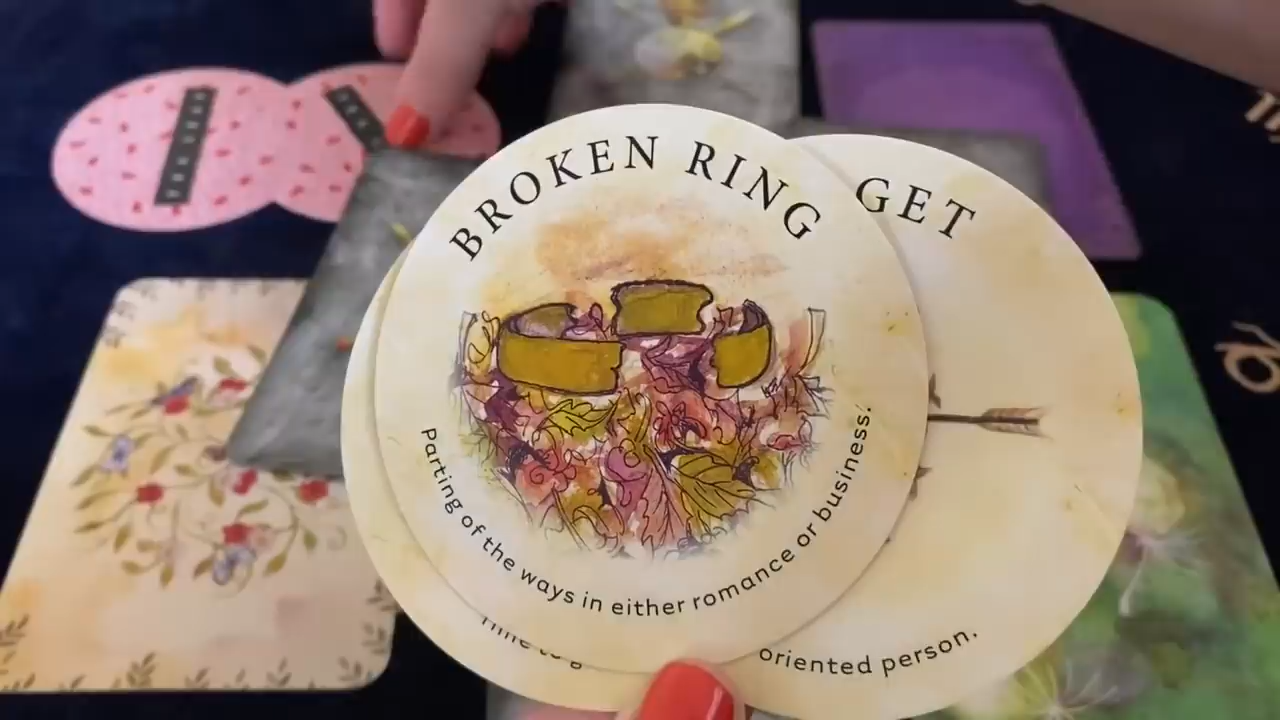 BROKEN RING
GET
Parting of the ways in either romance or business.
oriented person.